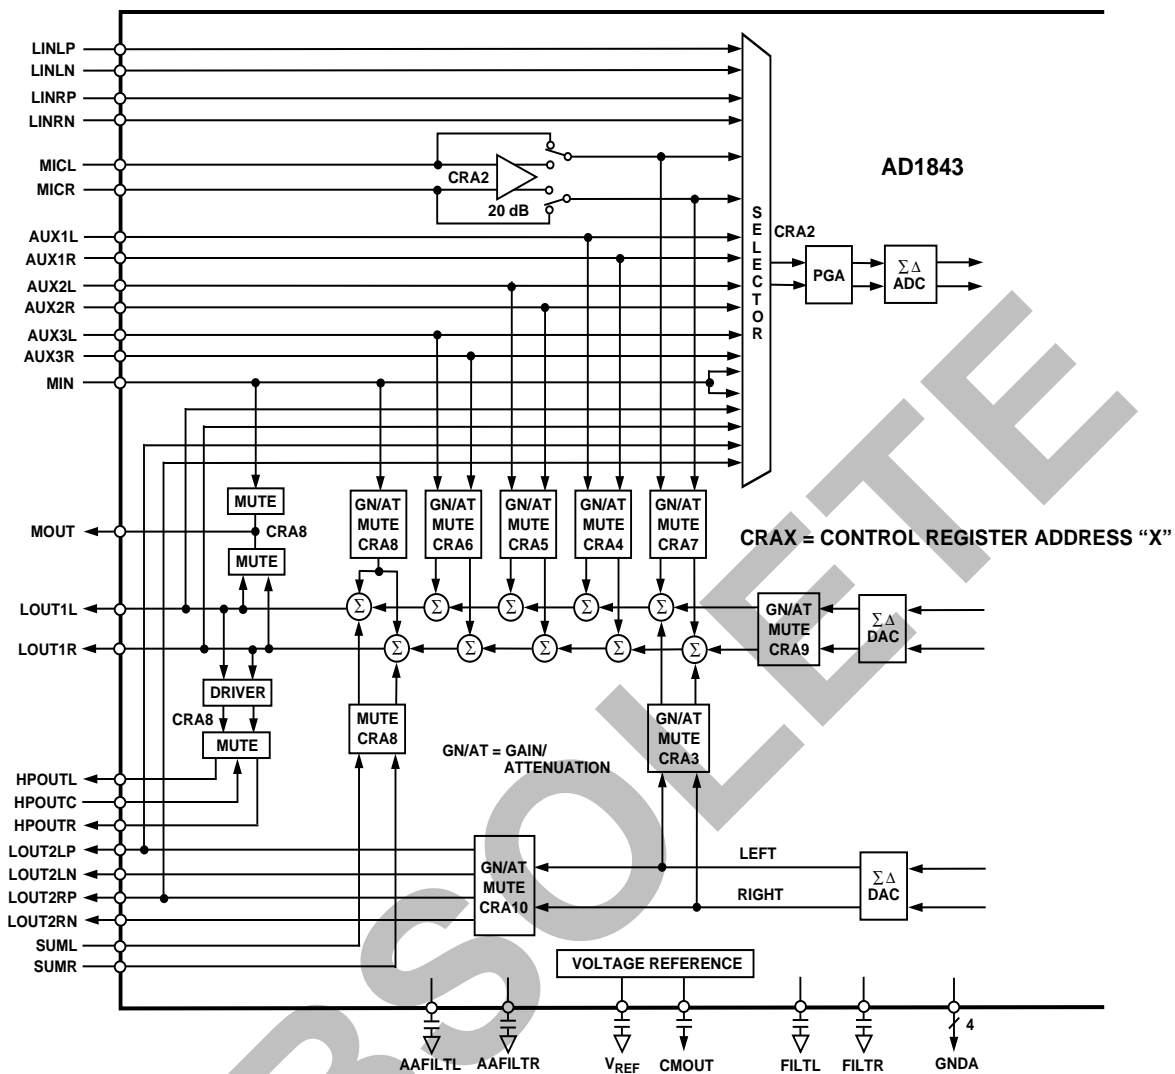 LINLP
LINLN
LINRP
LINRN
MICL
MICR
AUX1L
AUX1R
AUX2L
AUX2R
AUX3L
AUX3R
MIN
MOUT
LOUT1L
LOUT1R
HPOUTL
HPOUTC
HPOUTR
LOUT2LP
LOUT2LN
LOUT2RP
LOUT2RN
SUML
SUMR
CRA2
20 dB
SELECTOR
AD1843
CRA2
PGA
ΣΔ
ADC
MUTE
CRA8
MUTE
GN/AT
MUTE
CRA8
GN/AT
MUTE
CRA6
GN/AT
MUTE
CRA5
GN/AT
MUTE
CRA4
GN/AT
MUTE
CRA7
CRAX = CONTROL REGISTER ADDRESS “X”
Σ
Σ
Σ
Σ
Σ
Σ
Σ
Σ
Σ
Σ
GN/AT
MUTE
CRA9
ΣΔ
DAC
DRIVER
CRA8
MUTE
MUTE
CRA8
GN/AT = GAIN/
ATTENUATION
GN/AT
MUTE
CRA3
GN/AT
MUTE
CRA10
LEFT
RIGHT
ΣΔ
DAC
VOLTAGE REFERENCE
AAFILTL
AAFILTR
VREF
CMOUT
FILTL
FILTR
4
GNDA
OBSOLETE